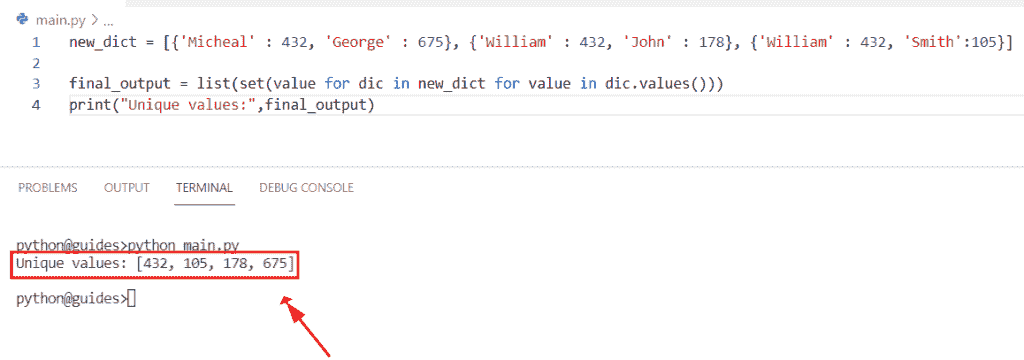 main.py > ...
1 new_dict = [{'Micheal' : 432, 'George' : 675}, {'William' : 432, 'John' : 178}, {'William' : 432, 'Smith':105}]
2
3 final_output = list(set(value for dic in new_dict for value in dic.values()))
4 print("Unique values:",final_output)
PROBLEMS OUTPUT TERMINAL DEBUG CONSOLE
python@guides>python main.py
Unique values: [432, 105, 178, 675]
python@guides>